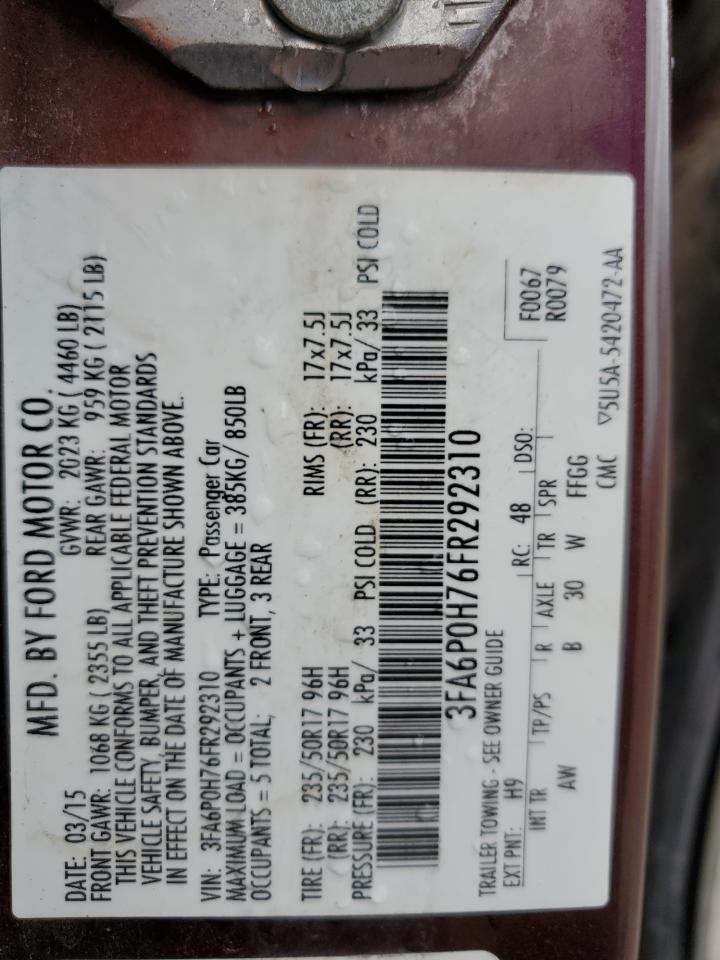 MFD. BY FORD MOTOR CO.
DATE: 03/15 GVWR: 2023 KG ( 4460 LB)
FRONT GAWR: 1068 KG ( 2355 LB) REAR GAWR: 959 KG ( 2115 LB)
THIS VEHICLE CONFORMS TO ALL APPLICABLE FEDERAL MOTOR
VEHICLE SAFETY, BUMPER, AND THEFT PREVENTION STANDARDS
IN EFFECT ON THE DATE OF MANUFACTURE SHOWN ABOVE.
VIN: 3FA6P0H76FR292310 TYPE: Passenger Car
MAXIMUM LOAD = OCCUPANTS + LUGGAGE = 385KG/ 850LB
OCCUPANTS = 5 TOTAL; 2 FRONT, 3 REAR
TIRE (FR): 235/50R17 96H RIMS (FR): 17x7.5J
(RR): 235/50R17 96H (RR): 17x7.5J
PRESSURE (FR): 230 kPa/ 33 PSI COLD (RR): 230 kPa/ 33 PSI COLD
3FA6P0H76FR292310
TRAILER TOWING - SEE OWNER GUIDE F0067
EXT PNT: H9 RC: 48 DSO: R0079
INT TR TP/PS R AXLE TR SPR
AW B 30 W FFGG
CMC ▽5U5A-5420472-AA